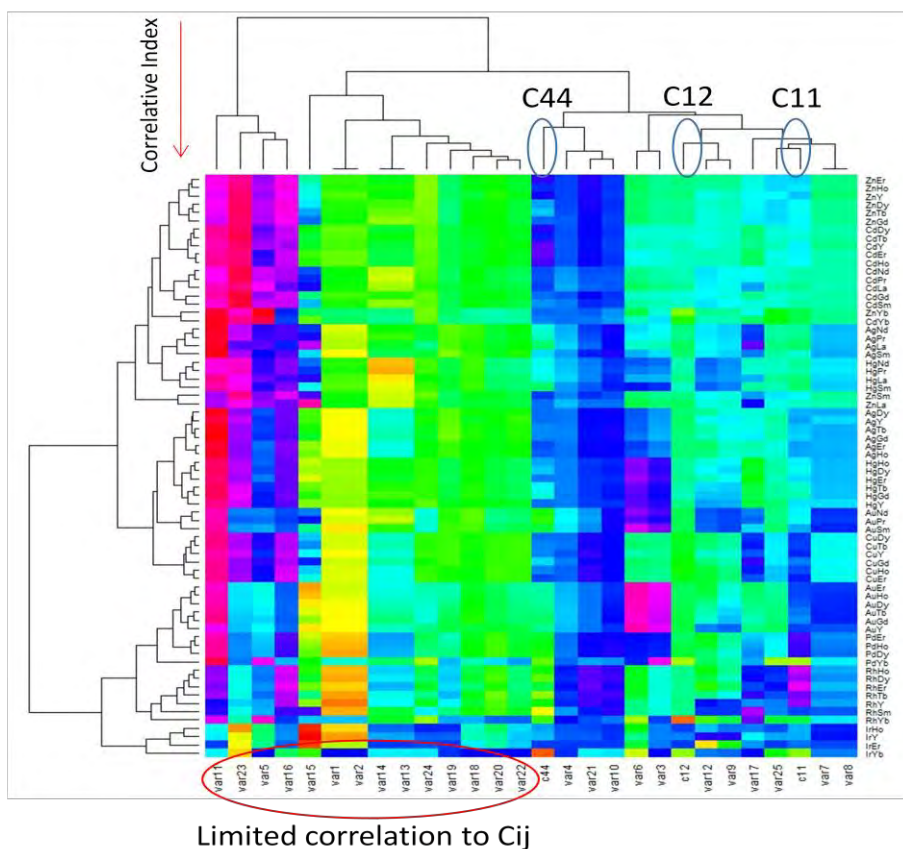 Correlative Index
C44
C12
C11
ZnEr
ZnHo
ZnY
ZnDy
ZnTb
ZnGd
CdDy
CdTb
CdY
CdEr
CdHo
CdNd
CdPr
CdLa
CdGd
CdSm
ZnYb
CdYb
AgNd
AgPr
AgLa
AgSm
HgNd
HgPr
HgLa
HgSm
ZnSm
ZnLa
AgDy
AgY
AgTb
AgGd
AgEr
AgHo
HgHo
HgDy
HgEr
HgTb
HgGd
HgY
AuNd
AuPr
AuSm
CuDy
CuTb
CuY
CuGd
CuHo
CuEr
AuEr
AuHo
AuDy
AuTb
AuGd
AuY
PdEr
PdHo
PdDy
PdYb
RhHo
RhDy
RhEr
RhTb
RhY
RhSm
RhYb
IrHo
IrY
IrEr
IrYb
var11
var23
var5
var16
var15
var1
var2
var14
var13
var24
var19
var18
var20
var22
c44
var4
var21
var10
var6
var3
c12
var12
var9
var17
var25
c11
var7
var8
Limited correlation to Cij